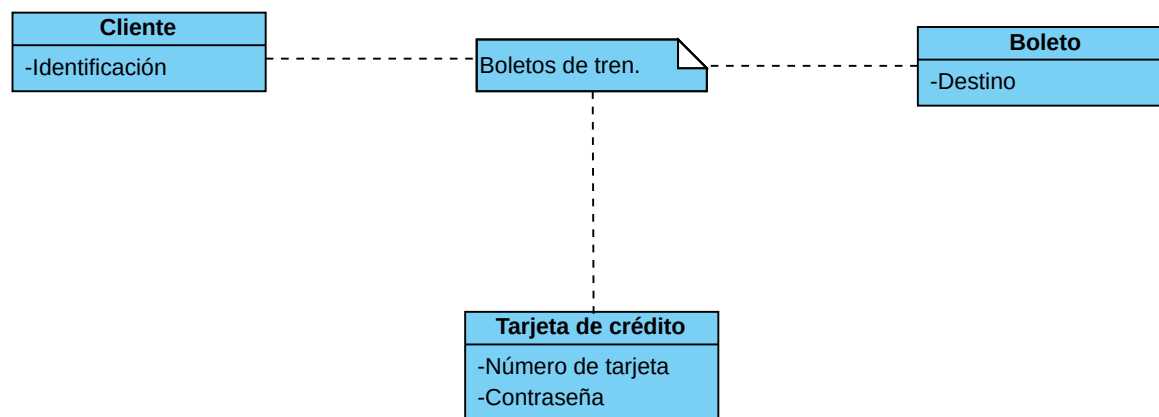 Cliente
-Identificación
Boletos de tren.
Boleto
-Destino
Tarjeta de crédito
-Número de tarjeta
-Contraseña